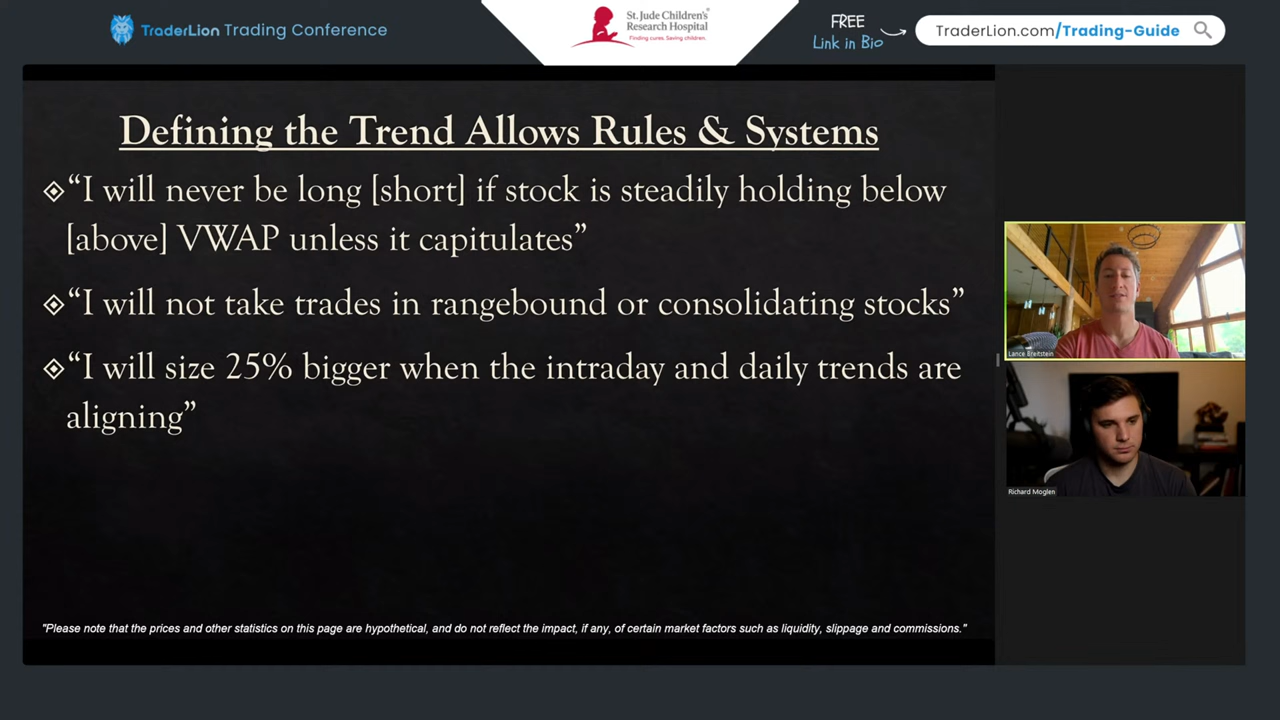 TraderLion Trading Conference
St. Jude Children's
Research Hospital
Finding cures. Saving children.
FREE
Link in Bio
TraderLion.com/Trading-Guide
Defining the Trend Allows Rules & Systems
“I will never be long [short] if stock is steadily holding below
[above] VWAP unless it capitulates”
“I will not take trades in rangebound or consolidating stocks”
“I will size 25% bigger when the intraday and daily trends are
aligning”
Lance Breitstein
Richard Moglen
"Please note that the prices and other statistics on this page are hypothetical, and do not reflect the impact, if any, of certain market factors such as liquidity, slippage and commissions."